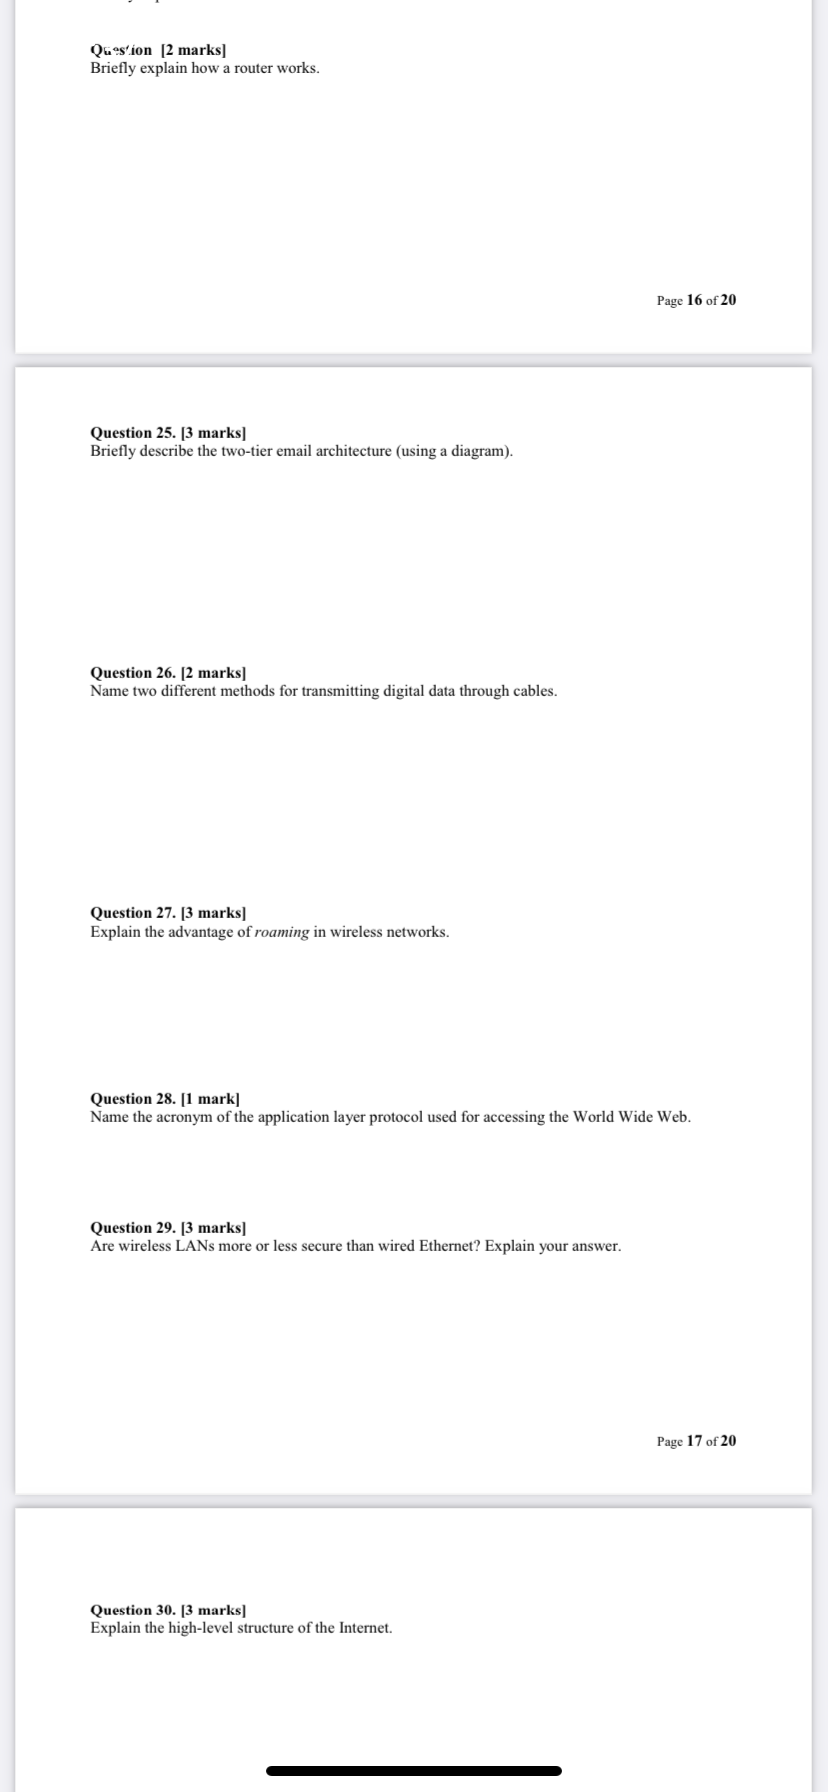 [2 marks]
Briefly explain how a router works.
Page 16 of 20
Question 25. [3 marks]
Briefly describe the two-tier email architecture (using a diagram).
Question 26. [2 marks]
Name two different methods for transmitting digital data through cables.
Question 27. [3 marks]
Explain the advantage of roaming in wireless networks.
Question 28. [1 mark]
Name the acronym of the application layer protocol used for accessing the World Wide Web.
Question 29. [3 marks]
Are wireless LANs more or less secure than wired Ethernet? Explain your answer.
Page 17 of 20
Question 30. [3 marks]
Explain the high-level structure of the Internet.